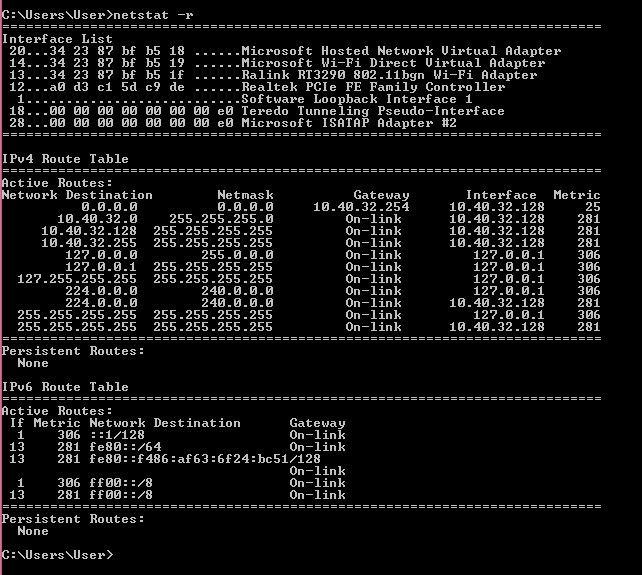 C:\Users\User>netstat -r
===========================================================================
Interface List
 20...34 23 87 bf b5 18 ......Microsoft Hosted Network Virtual Adapter
 14...34 23 87 bf b5 19 ......Microsoft Wi-Fi Direct Virtual Adapter
 13...34 23 87 bf b5 1f ......Ralink RT3290 802.11bgn Wi-Fi Adapter
 12...a0 d3 c1 5d c9 de ......Realtek PCIe FE Family Controller
  1...........................Software Loopback Interface 1
 18...00 00 00 00 00 00 00 e0 Teredo Tunneling Pseudo-Interface
 28...00 00 00 00 00 00 00 e0 Microsoft ISATAP Adapter #2
===========================================================================
IPv4 Route Table
===========================================================================
Active Routes:
Network Destination        Netmask          Gateway       Interface  Metric
          0.0.0.0          0.0.0.0     10.40.32.254     10.40.32.128     25
       10.40.32.0    255.255.255.0         On-link      10.40.32.128    281
     10.40.32.128  255.255.255.255         On-link      10.40.32.128    281
     10.40.32.255  255.255.255.255         On-link      10.40.32.128    281
        127.0.0.0        255.0.0.0         On-link         127.0.0.1    306
        127.0.0.1  255.255.255.255         On-link         127.0.0.1    306
  127.255.255.255  255.255.255.255         On-link         127.0.0.1    306
        224.0.0.0        240.0.0.0         On-link         127.0.0.1    306
        224.0.0.0        240.0.0.0         On-link      10.40.32.128    281
  255.255.255.255  255.255.255.255         On-link         127.0.0.1    306
  255.255.255.255  255.255.255.255         On-link      10.40.32.128    281
===========================================================================
Persistent Routes:
  None
IPv6 Route Table
===========================================================================
Active Routes:
 If Metric Network Destination      Gateway
  1    306 ::1/128                  On-link
 13    281 fe80::/64                On-link
 13    281 fe80::f486:af63:6f24:bc51/128
                                    On-link
  1    306 ff00::/8                 On-link
 13    281 ff00::/8                 On-link
===========================================================================
Persistent Routes:
  None
C:\Users\User>